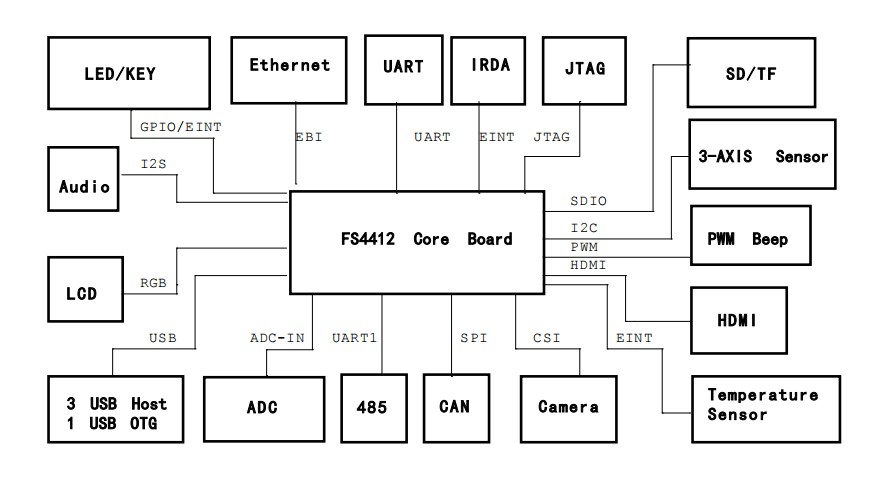 LED/KEY
Ethernet
UART
IRDA
JTAG
SD/TF
GPIO/EINT
EBI
UART
EINT
JTAG
3-AXIS Sensor
I2S
Audio
SDIO
I2C
PWM
HDMI
FS4412 Core Board
PWM Beep
LCD
RGB
HDMI
USB
ADC-IN
UART1
SPI
CSI
EINT
3 USB Host
1 USB OTG
ADC
485
CAN
Camera
Temperature
Sensor